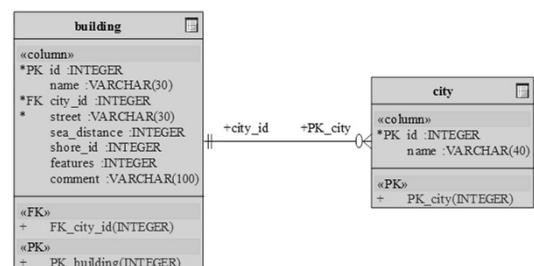 building
«column»
*PK id :INTEGER
name :VARCHAR(30)
*FK city_id :INTEGER
* street :VARCHAR(30)
sea_distance :INTEGER
shore_id :INTEGER
features :INTEGER
comment :VARCHAR(100)
«FK»
+ FK_city_id(INTEGER)
«PK»
+ PK_building(INTEGER)
+city_id +PK_city
city
«column»
*PK id :INTEGER
name :VARCHAR(40)
«PK»
+ PK_city(INTEGER)